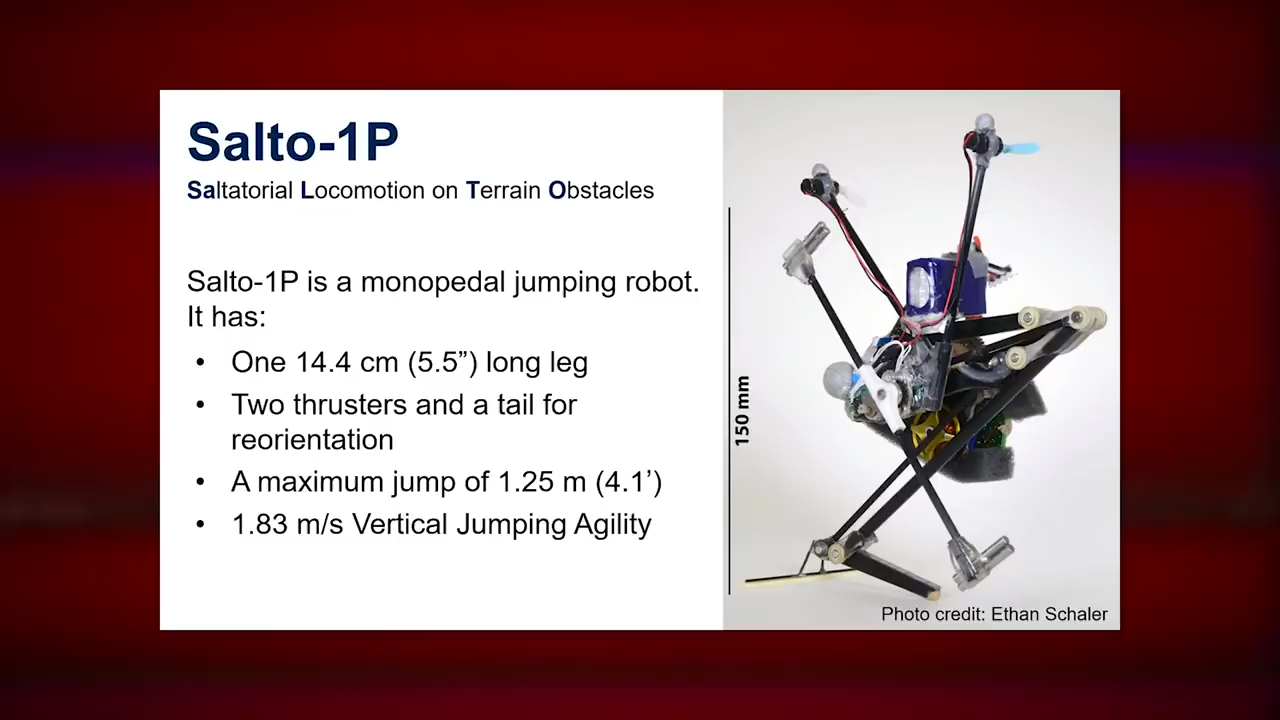 Salto-1P
Saltatorial Locomotion on Terrain Obstacles
Salto-1P is a monopedal jumping robot.
It has:
• One 14.4 cm (5.5”) long leg
• Two thrusters and a tail for
reorientation
• A maximum jump of 1.25 m (4.1’)
• 1.83 m/s Vertical Jumping Agility
150 mm
Photo credit: Ethan Schaler